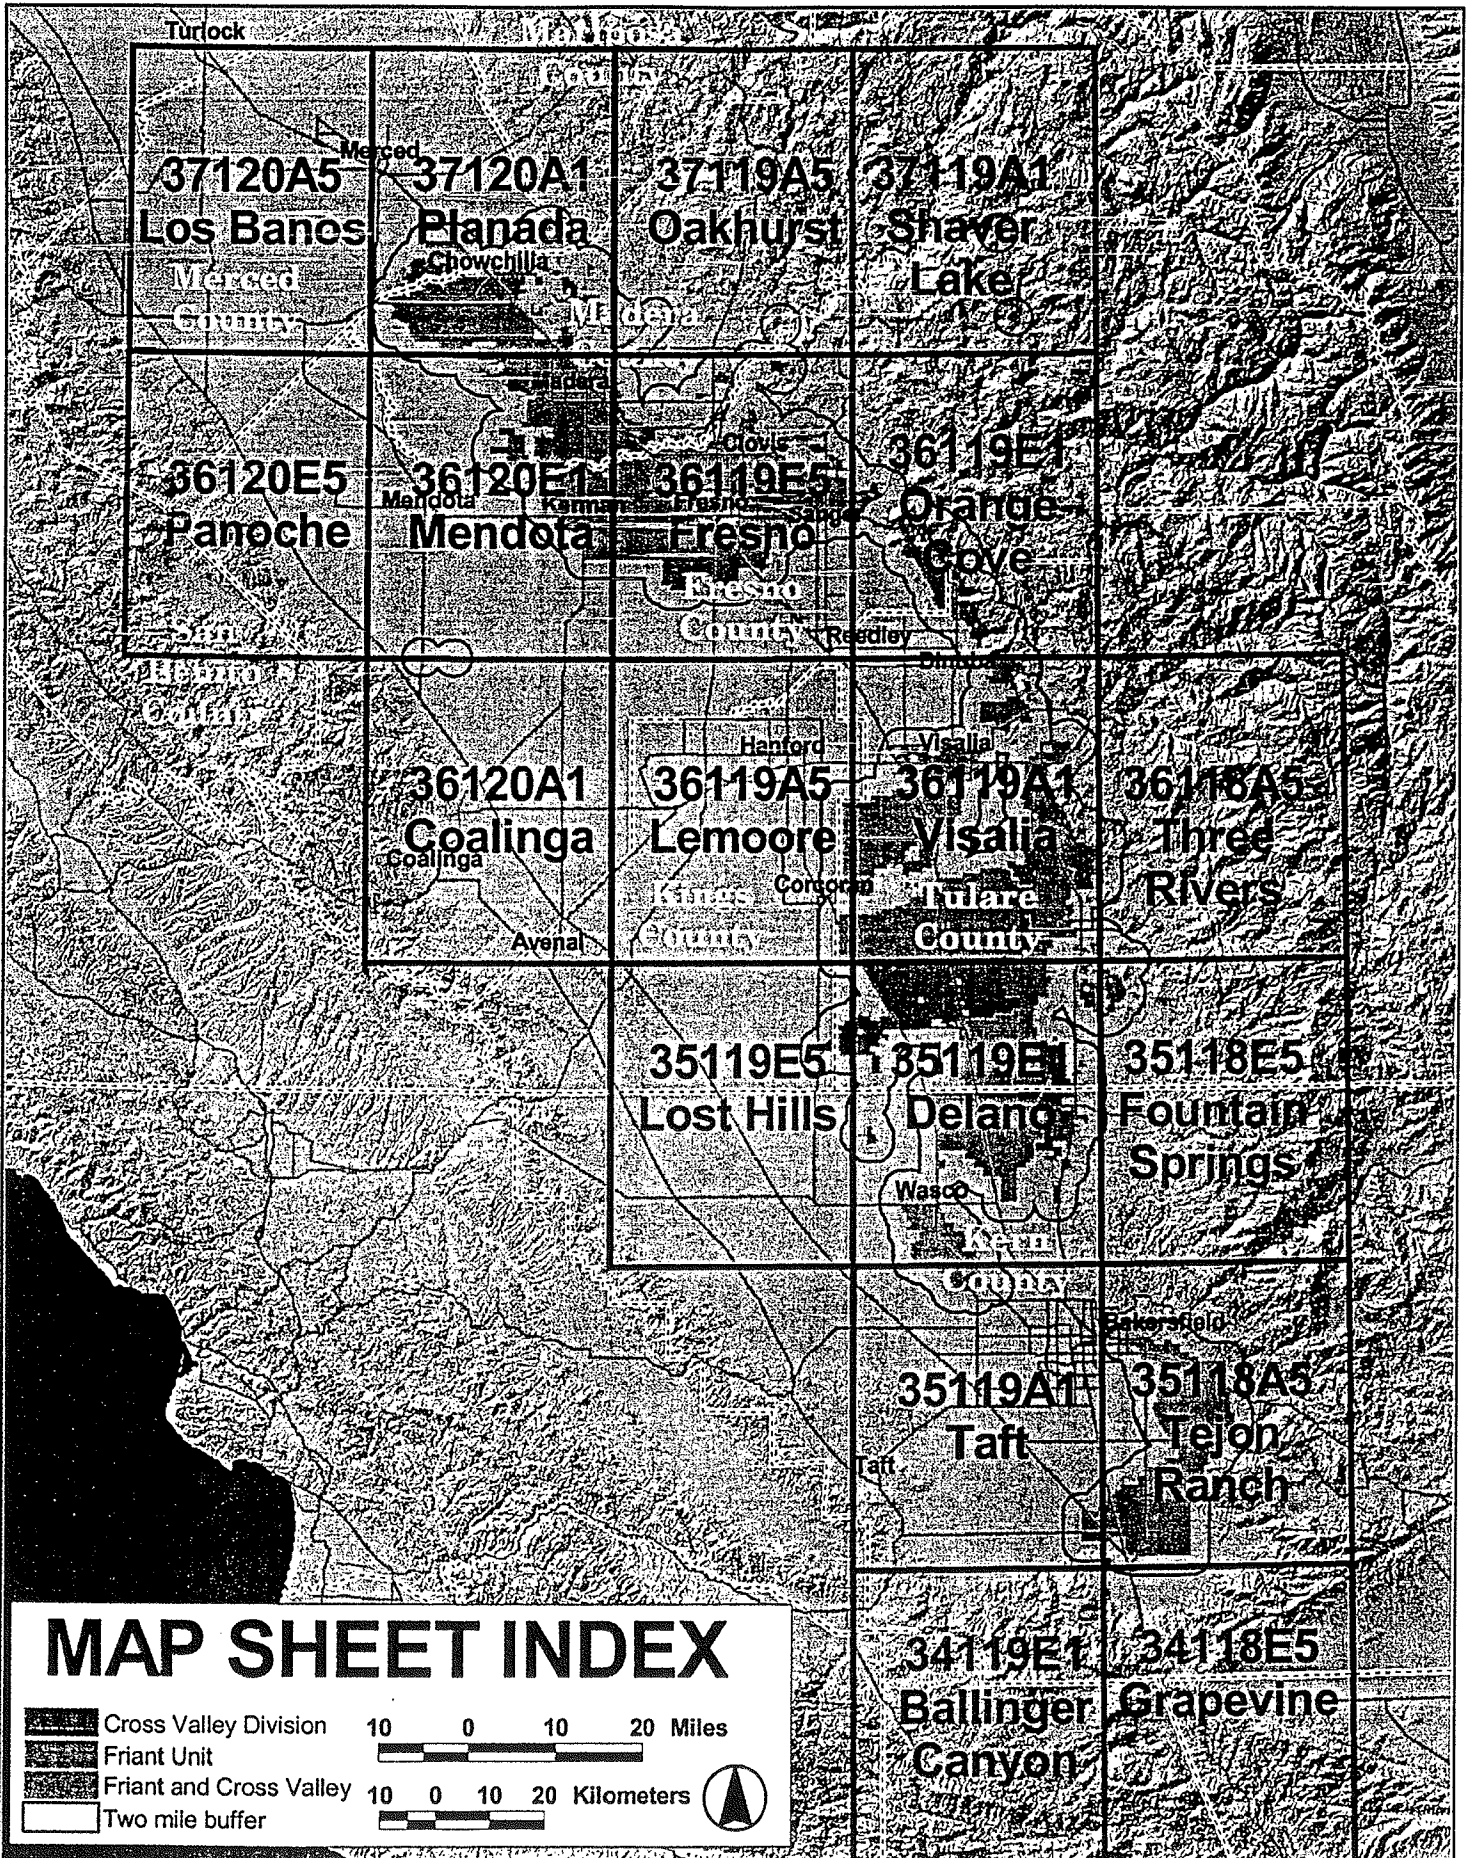 Turlock
Mariposa
County
Merced
37120A5
Los Banos
37120A1
Planada
37119A5
Oakhurst
37119A1
Shaver
Lake
Chowchilla
Merced
County
Madera
Madera
Clovis
36120E5
Panoche
36120E1
Mendota
Mendota
Kerman
36119E5
Fresno
Fresno
Sanger
36119E1
Orange
Cove
Fresno
County
Reedley
San
Benito
County
Hanford
Visalia
36120A1
Coalinga
Coalinga
36119A5
Lemoore
36119A1
Visalia
36118A5
Three
Rivers
Corcoran
Kings
County
Tulare
County
Avenal
35119E5
Lost Hills
35119E1
Delano
35118E5
Fountain
Springs
Wasco
Kern
County
Bakersfield
35119A1
Taft
35118A5
Tejon
Ranch
Taft
34119E1
Ballinger
Canyon
34118E5
Grapevine
MAP SHEET INDEX
Cross Valley Division
Friant Unit
Friant and Cross Valley
Two mile buffer
10 0 10 20 Miles
10 0 10 20 Kilometers